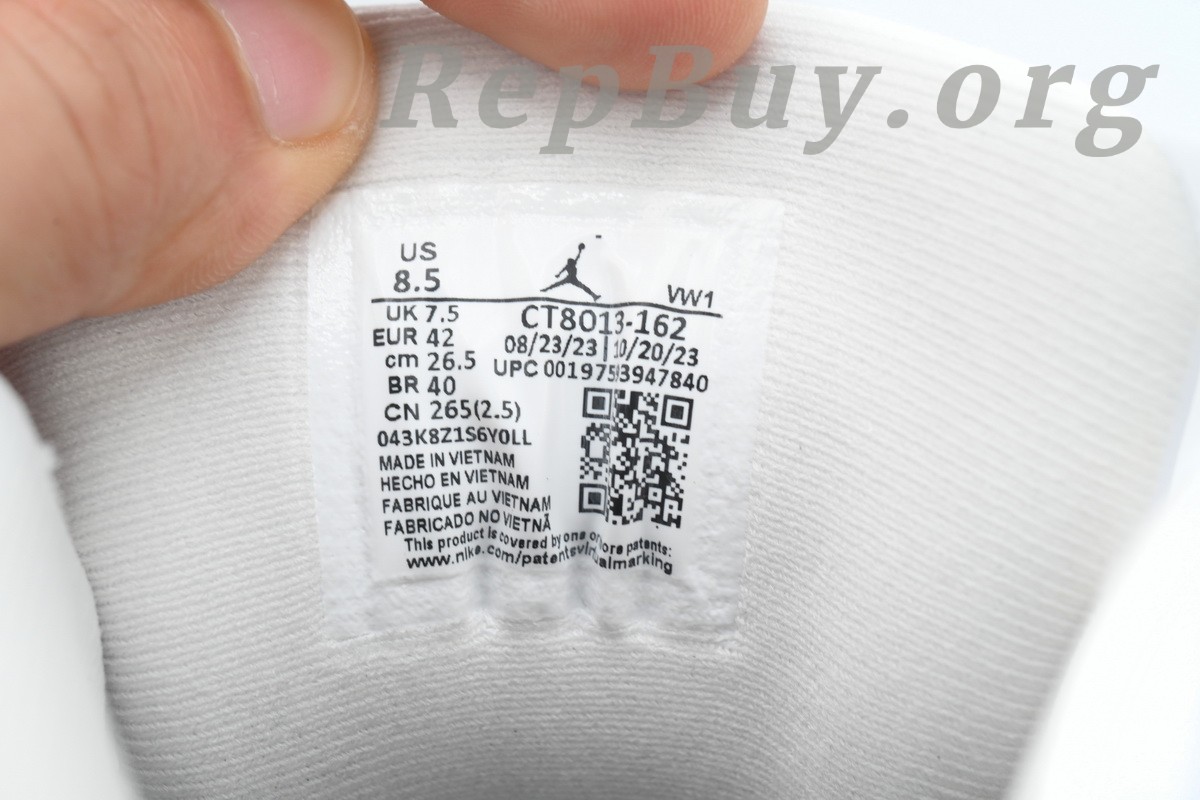 RepBuy.org
US
8.5
VW1
UK 7.5
CT8013-162
EUR 42
08/23/23 | 10/20/23
cm 26.5
UPC 00197593947840
BR 40
CN 265(2.5)
043K8Z1S6Y0LL
MADE IN VIETNAM
HECHO EN VIETNAM
FABRIQUE AU VIETNAM
FABRICADO NO VIETNÃ
This product is covered by one or more patents:
www.nike.com/patentsvirtualmarking